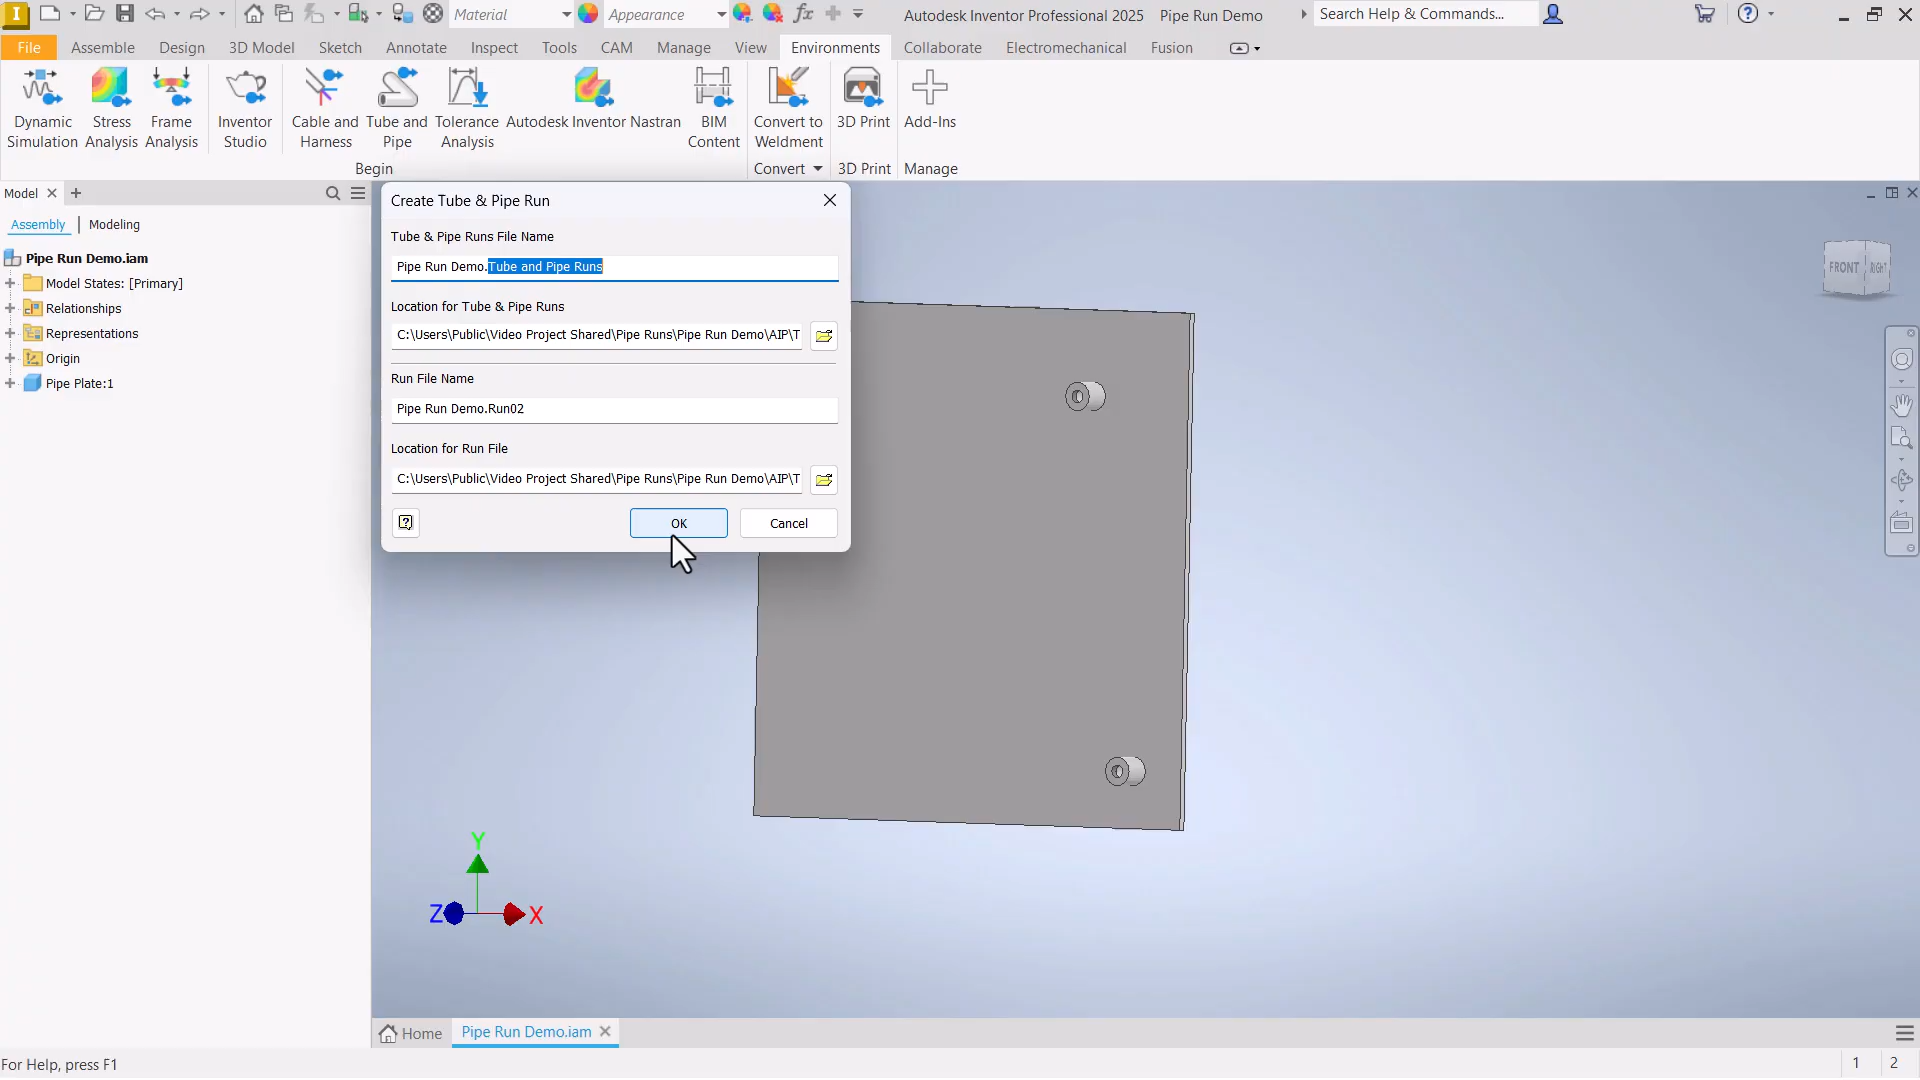 Material
Appearance
Autodesk Inventor Professional 2025 Pipe Run Demo
Search Help & Commands...
File Assemble Design 3D Model Sketch Annotate Inspect Tools CAM Manage View Environments Collaborate Electromechanical Fusion
Dynamic Simulation
Stress Analysis
Frame Analysis
Inventor Studio
Cable and Harness
Tube and Pipe
Tolerance Analysis
Autodesk Inventor Nastran
BIM Content
Convert to Weldment
3D Print
Add-Ins
Begin
Convert
3D Print
Manage
Model
Assembly Modeling
Pipe Run Demo.iam
Model States: [Primary]
Relationships
Representations
Origin
Pipe Plate:1
Create Tube & Pipe Run
Tube & Pipe Runs File Name
Pipe Run Demo.Tube and Pipe Runs
Location for Tube & Pipe Runs
C:\Users\Public\Video Project Shared\Pipe Runs\Pipe Run Demo\AIP\T
Run File Name
Pipe Run Demo.Run02
Location for Run File
C:\Users\Public\Video Project Shared\Pipe Runs\Pipe Run Demo\AIP\T
OK Cancel
FRONT RIGHT
Y
Z X
Home Pipe Run Demo.iam
For Help, press F1
1 2